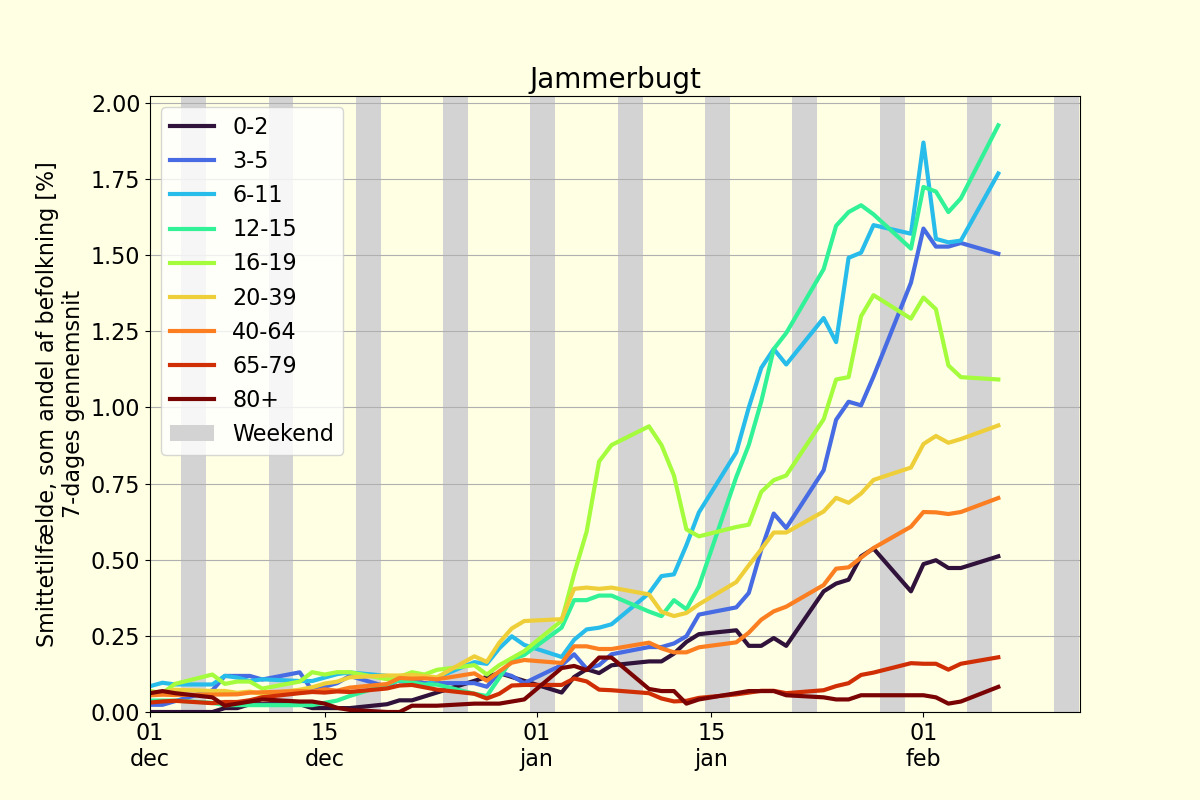 Jammerbugt
Smittetilfælde, som andel af befolkning [%]
7-dages gennemsnit
2.00
1.75
1.50
1.25
1.00
0.75
0.50
0.25
0.00
0-2
3-5
6-11
12-15
16-19
20-39
40-64
65-79
80+
Weekend
01
dec
15
dec
01
jan
15
jan
01
feb